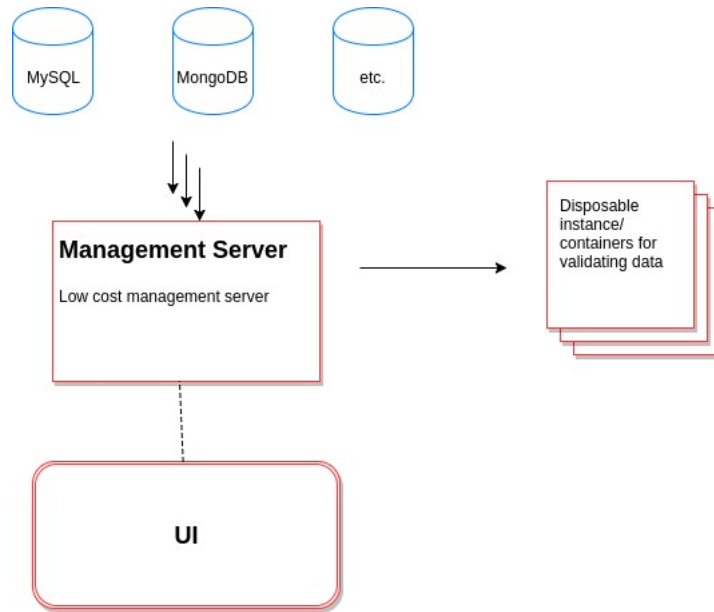 MySQL
MongoDB
etc.
Management Server
Low cost management server
Disposable
instance/
containers for
validating data
UI